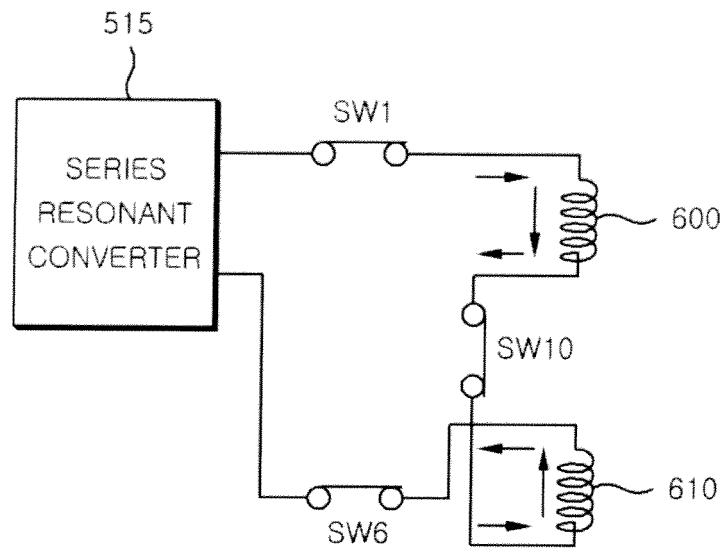 515
SW1
SERIES
RESONANT
CONVERTER
600
SW10
610
SW6